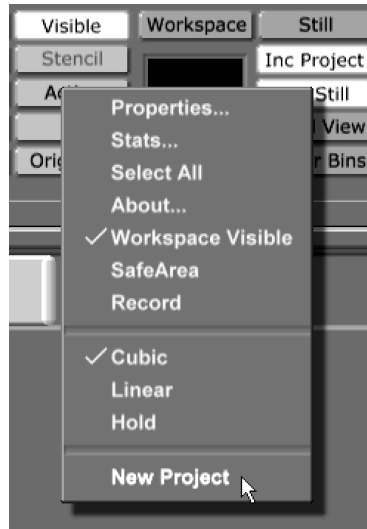 Visible Workspace Still
Stencil Inc Project
Still
View
Bins
Properties...
Stats...
Select All
About...
Workspace Visible
SafeArea
Record
Cubic
Linear
Hold
New Project